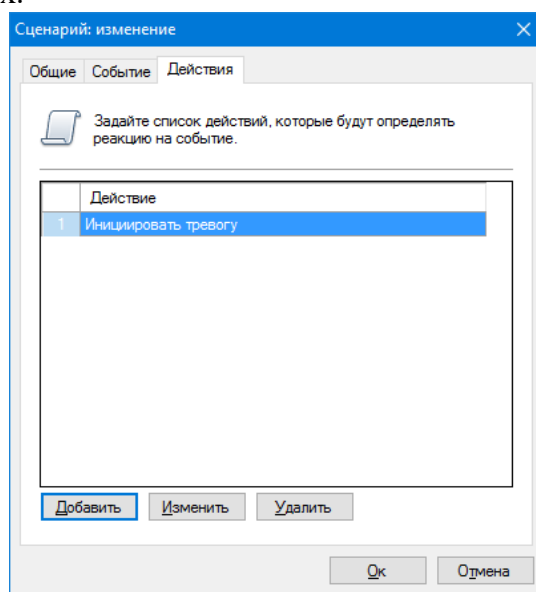 х.
Сценарий: изменение
Общие Событие Действия
Задайте список действий, которые будут определять
реакцию на событие.
Действие
1 Инициировать тревогу
Добавить Изменить Удалить
Ок Отмена